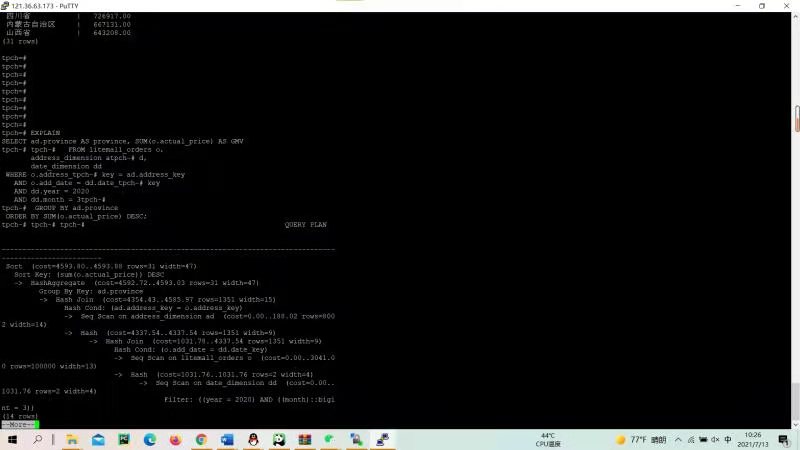 121.36.63.173 - PuTTY
四川省 | 726917.00
内蒙古自治区 | 667131.00
山西省 | 643208.00
(31 rows)
tpch=#
tpch=#
tpch=#
tpch=#
tpch=#
tpch=#
tpch=#
tpch=#
tpch=#
tpch=# EXPLAIN
SELECT ad.province AS province, SUM(o.actual_price) AS GMV
tpch-# tpch-# FROM litemall_orders o,
address_dimension atpch-# d,
date_dimension dd
WHERE o.address_tpch-# key = ad.address_key
AND o.add_date = dd.date_tpch-# key
AND dd.year = 2020
AND dd.month = 3tpch-#
tpch-# GROUP BY ad.province
ORDER BY SUM(o.actual_price) DESC;
tpch-# tpch-# tpch-# QUERY PLAN
--------------------------------------------------------------------------------
------------------------
Sort (cost=4593.80..4593.88 rows=31 width=47)
Sort Key: (sum(o.actual_price)) DESC
-> HashAggregate (cost=4592.72..4593.03 rows=31 width=47)
Group By Key: ad.province
-> Hash Join (cost=4354.43..4585.97 rows=1351 width=15)
Hash Cond: (ad.address_key = o.address_key)
-> Seq Scan on address_dimension ad (cost=0.00..188.02 rows=800
2 width=14)
-> Hash (cost=4337.54..4337.54 rows=1351 width=9)
-> Hash Join (cost=1031.78..4337.54 rows=1351 width=9)
Hash Cond: (o.add_date = dd.date_key)
-> Seq Scan on litemall_orders o (cost=0.00..3041.0
0 rows=100000 width=13)
-> Hash (cost=1031.76..1031.76 rows=2 width=4)
-> Seq Scan on date_dimension dd (cost=0.00..
1031.76 rows=2 width=4)
Filter: ((year = 2020) AND ((month)::bigi
nt = 3))
(14 rows)
--More--
44℃
CPU温度
77°F 晴朗
中
10:26
2021/7/13